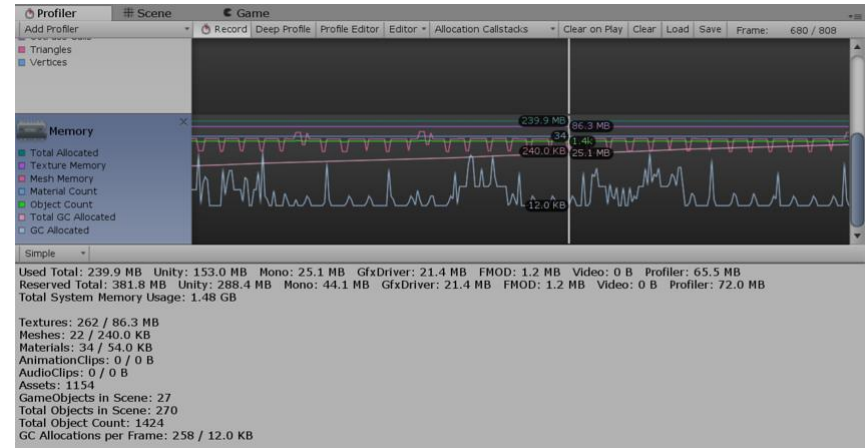 Profiler
Scene
Game
Add Profiler
Record
Deep Profile
Profile Editor
Editor
Allocation Callstacks
Clear on Play
Clear
Load
Save
Frame: 680 / 808
Triangles
Vertices
Memory
Total Allocated
Texture Memory
Mesh Memory
Material Count
Object Count
Total GC Allocated
GC Allocated
239.9 MB
86.3 MB
34
1.4k
240.0 KB
25.1 MB
12.0 KB
Simple
Used Total: 239.9 MB Unity: 153.0 MB Mono: 25.1 MB GfxDriver: 21.4 MB FMOD: 1.2 MB Video: 0 B Profiler: 65.5 MB
Reserved Total: 381.8 MB Unity: 288.4 MB Mono: 44.1 MB GfxDriver: 21.4 MB FMOD: 1.2 MB Video: 0 B Profiler: 72.0 MB
Total System Memory Usage: 1.48 GB
Textures: 262 / 86.3 MB
Meshes: 22 / 240.0 KB
Materials: 34 / 54.0 KB
AnimationClips: 0 / 0 B
AudioClips: 0 / 0 B
Assets: 1154
GameObjects in Scene: 27
Total Objects in Scene: 270
Total Object Count: 1424
GC Allocations per Frame: 258 / 12.0 KB